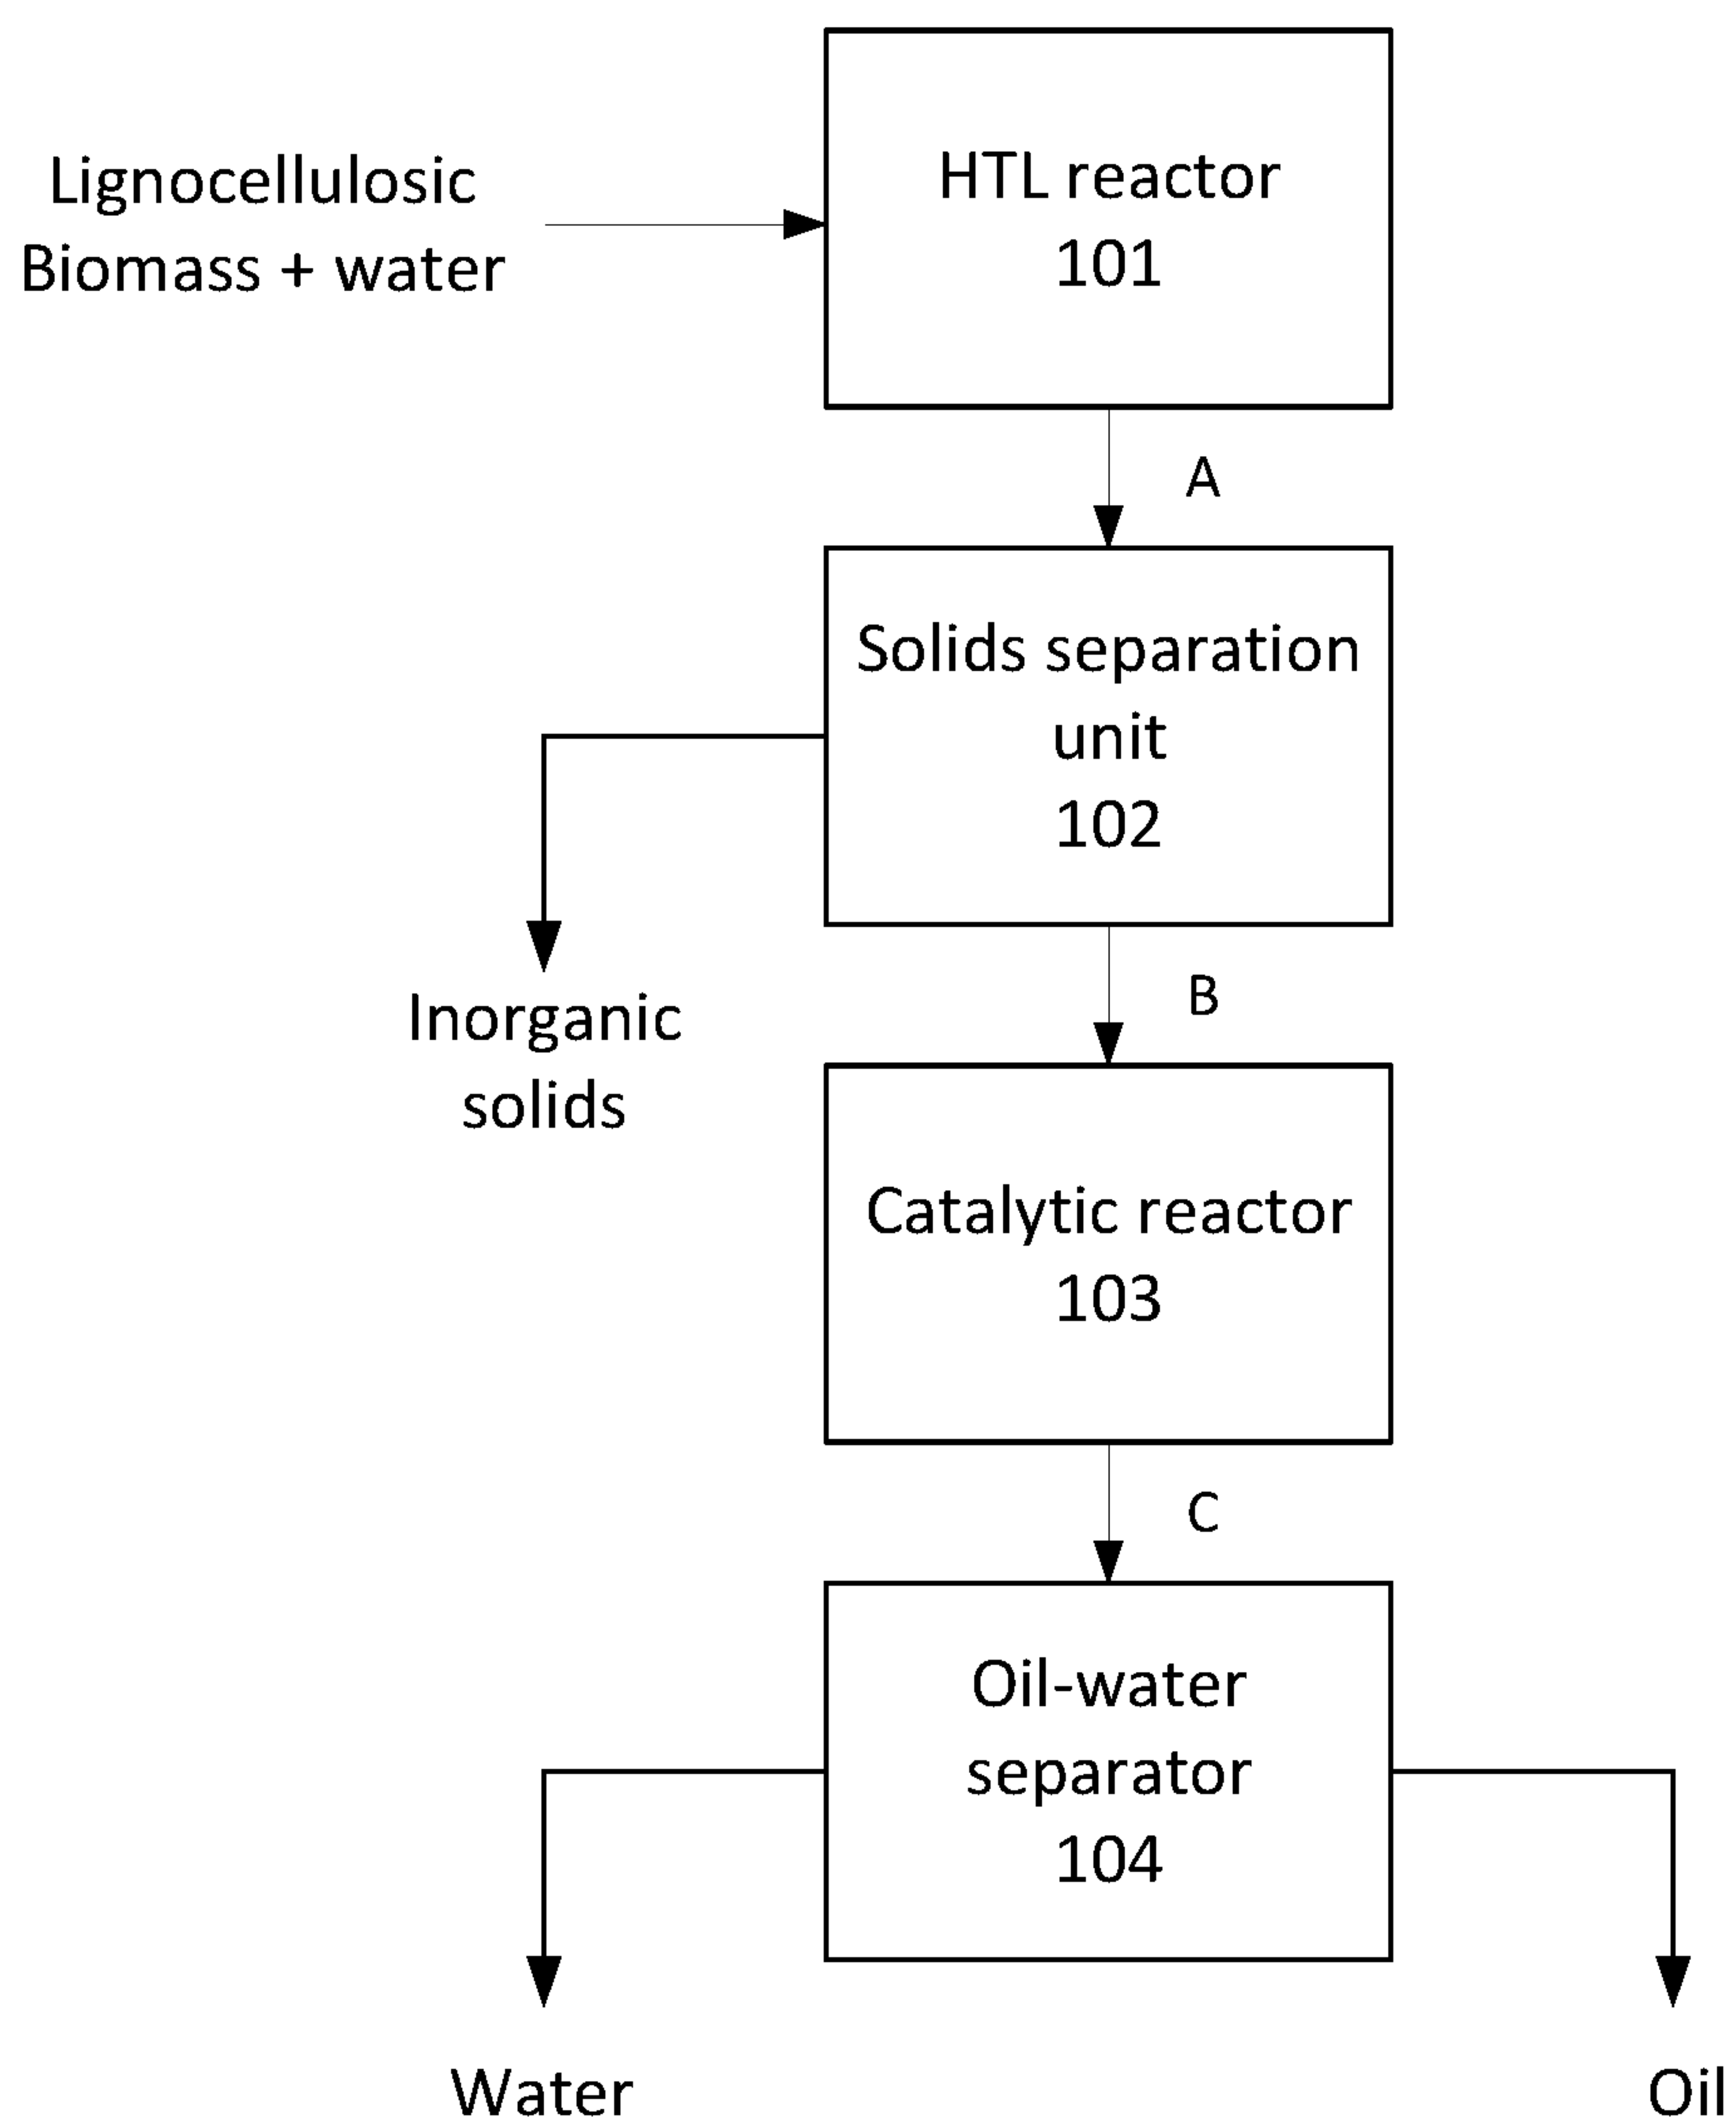 HTL reactor
101
Lignocellulosic
Biomass + water
A
Solids separation
unit
102
B
Inorganic
solids
Catalytic reactor
103
C
Oil-water
separator
104
Water
Oil